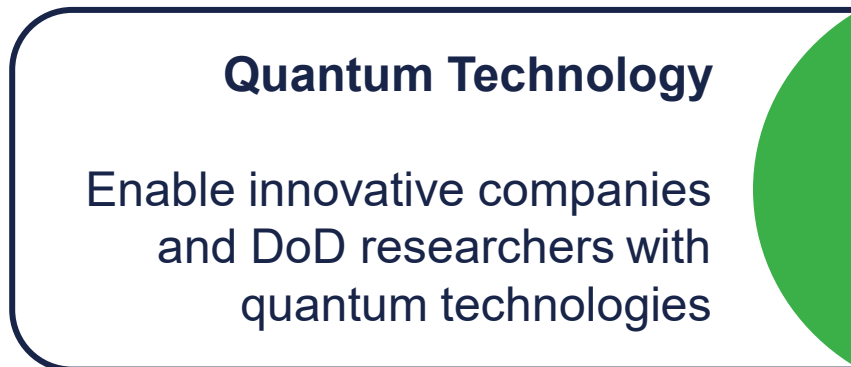 Quantum Technology
Enable innovative companies
and DoD researchers with
quantum technologies